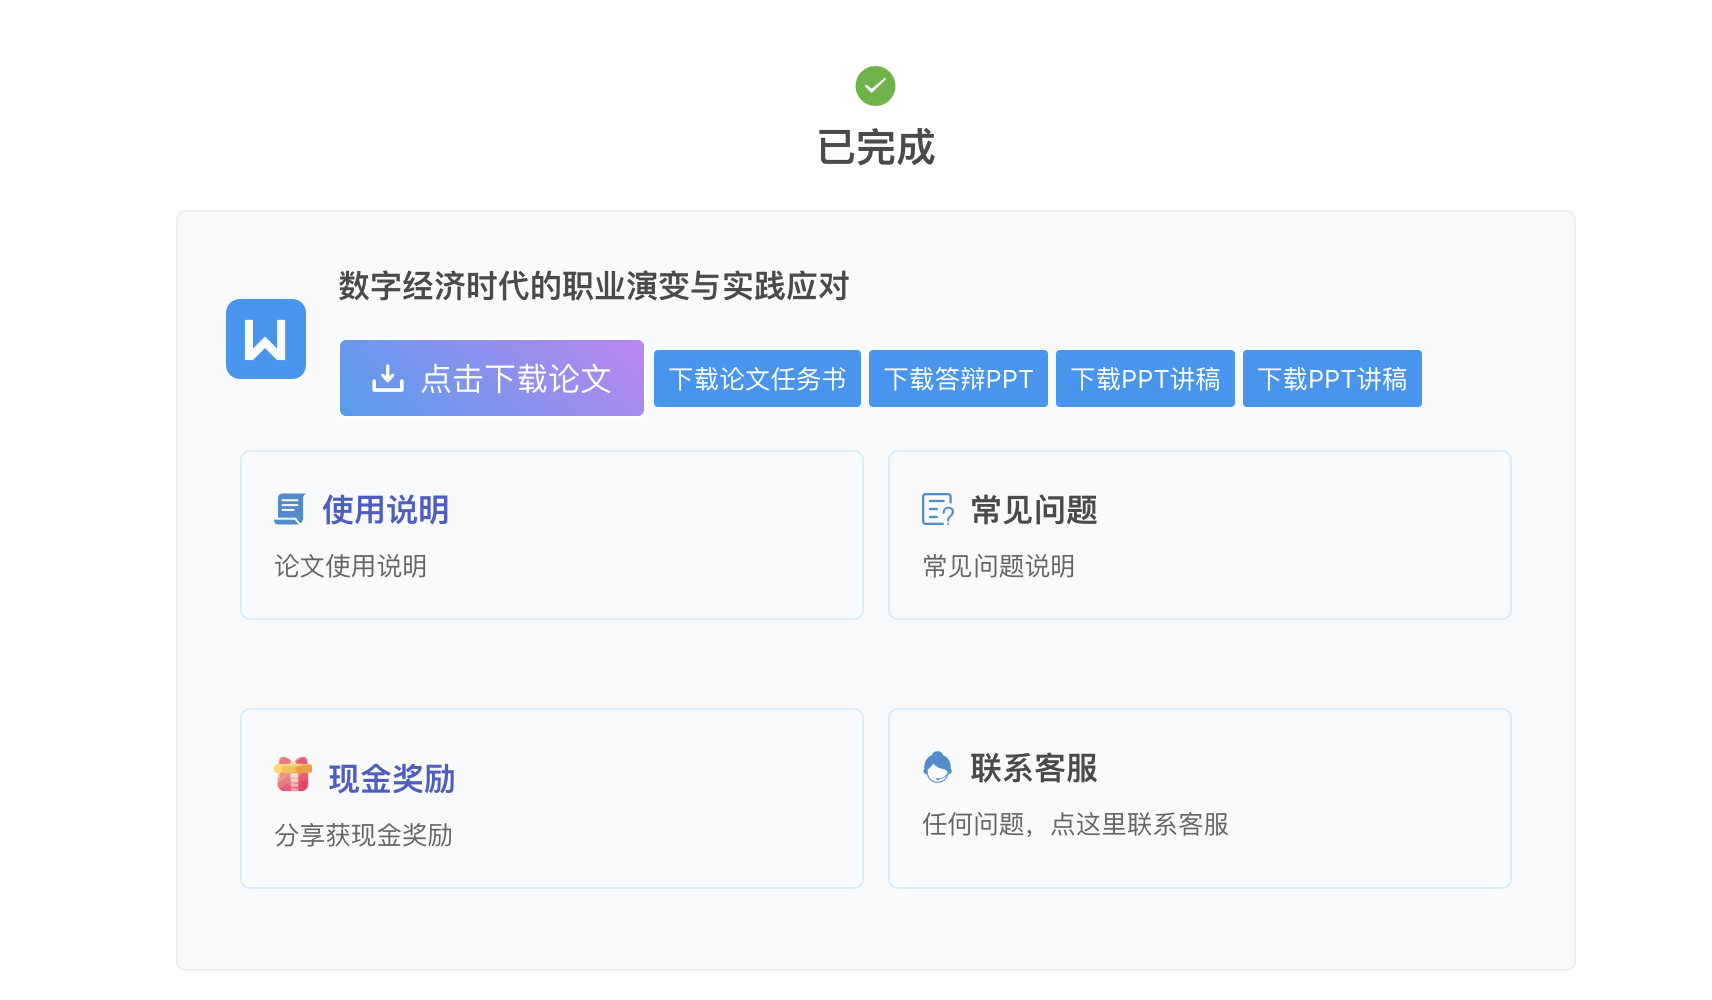 已完成
数字经济时代的职业演变与实践应对
点击下载论文 下载论文任务书 下载答辩PPT 下载PPT讲稿 下载PPT讲稿
使用说明
论文使用说明
常见问题
常见问题说明
现金奖励
分享获现金奖励
联系客服
任何问题，点这里联系客服